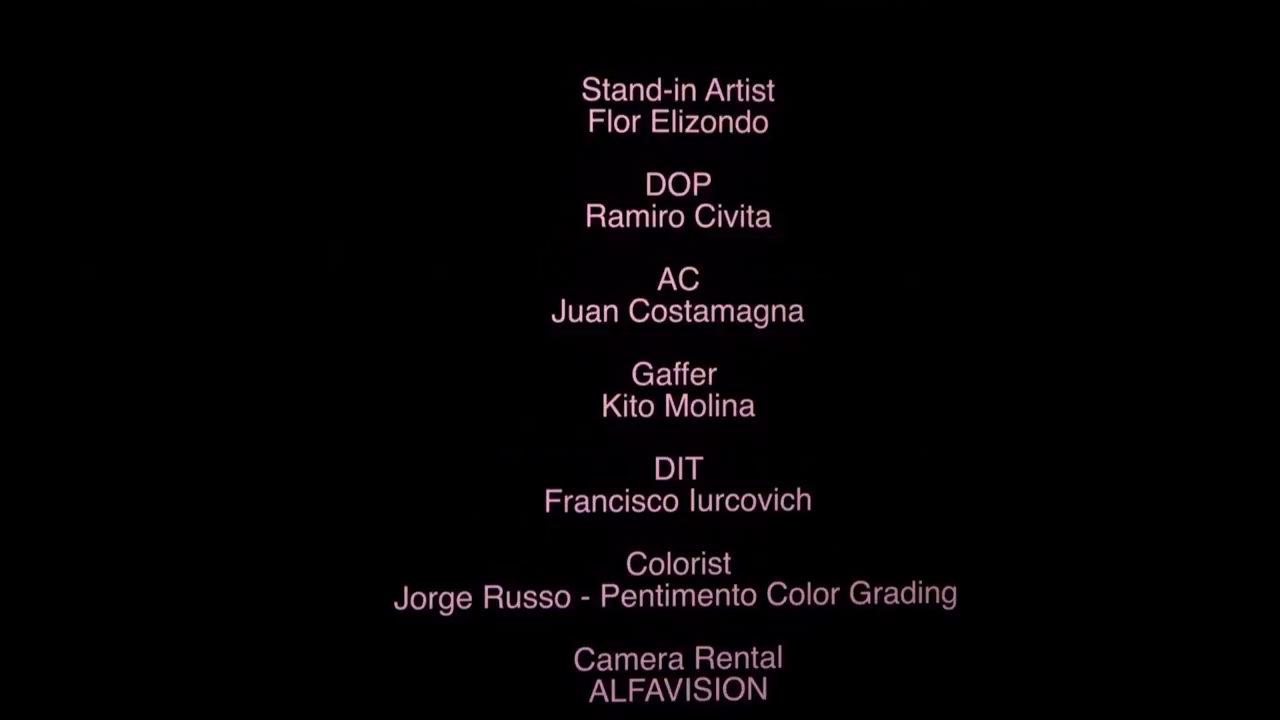 Stand-in Artist
Flor Elizondo
DOP
Ramiro Civita
AC
Juan Costamagna
Gaffer
Kito Molina
DIT
Francisco Iurcovich
Colorist
Jorge Russo - Pentimento Color Grading
Camera Rental
ALFAVISION